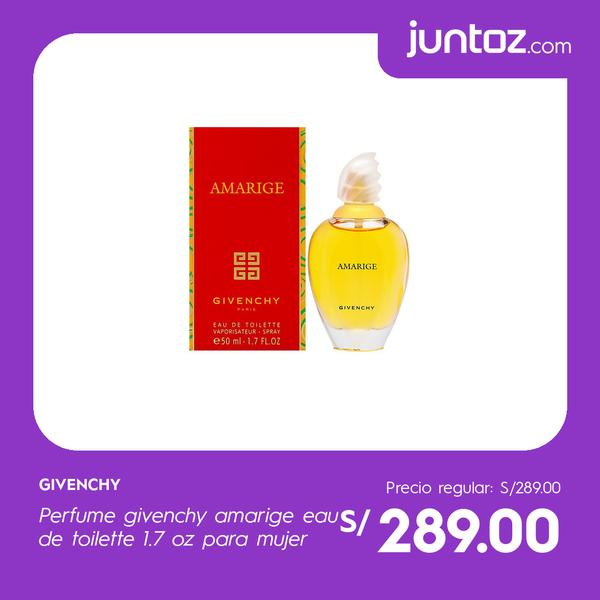 juntoz.com
AMARIGE
GIVENCHY
PARIS
EAU DE TOILETTE
VAPORISATEUR - SPRAY
℮ 50 ml - 1.7 FL.OZ
AMARIGE
GIVENCHY
GIVENCHY
Perfume givenchy amarige eau
de toilette 1.7 oz para mujer
Precio regular: S/289.00
S/ 289.00